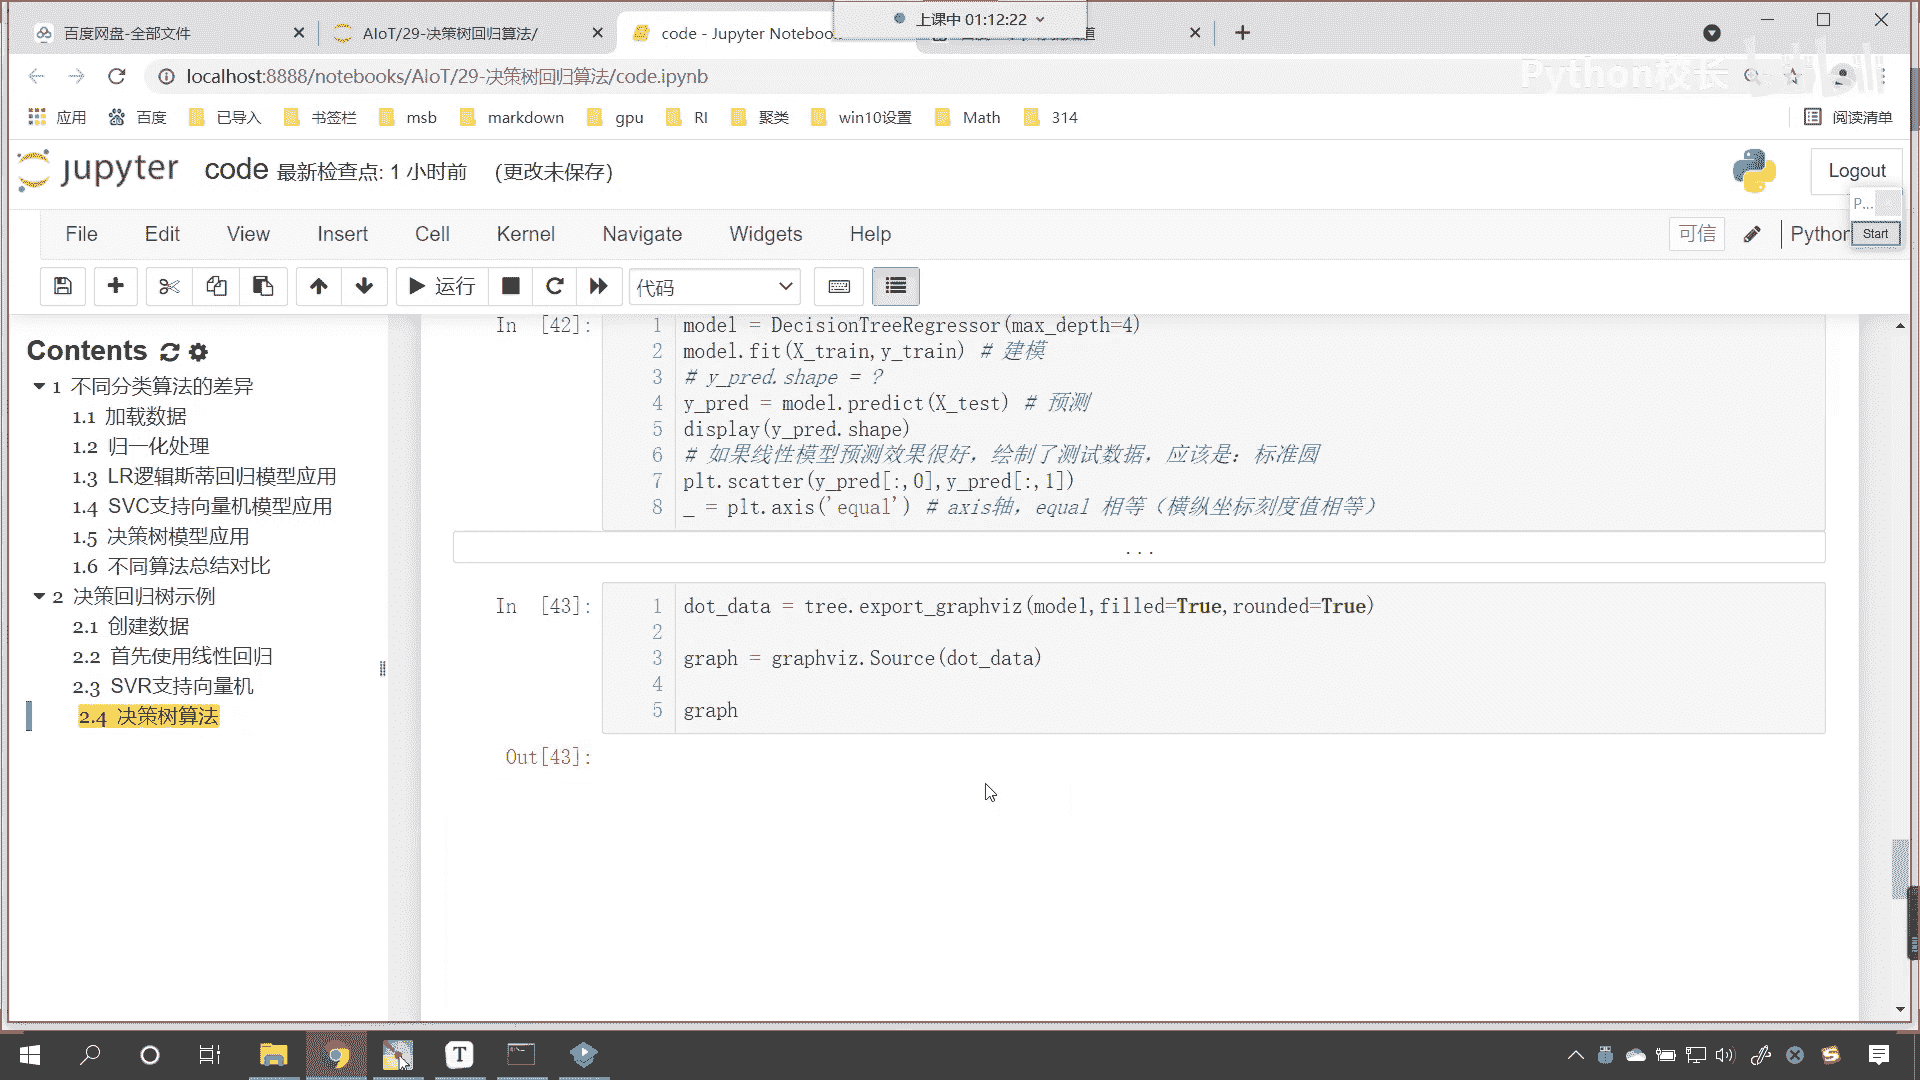 上课中 01:12:22
百度网盘-全部文件
AIoT/29-决策树回归算法/
code - Jupyter Noteboo
localhost:8888/notebooks/AIoT/29-决策树回归算法/code.ipynb
Python校长
应用 百度 已导入 书签栏 msb markdown gpu RI 聚类 win10设置 Math 314 阅读清单
jupyter code 最新检查点: 1 小时前 (更改未保存)
Logout
P...
Start
File Edit View Insert Cell Kernel Navigate Widgets Help 可信 Python
运行 代码
Contents
1 不同分类算法的差异
1.1 加载数据
1.2 归一化处理
1.3 LR逻辑斯蒂回归模型应用
1.4 SVC支持向量机模型应用
1.5 决策树模型应用
1.6 不同算法总结对比
2 决策回归树示例
2.1 创建数据
2.2 首先使用线性回归
2.3 SVR支持向量机
2.4 决策树算法
In [42]:
1 model = DecisionTreeRegressor(max_depth=4)
2 model.fit(X_train,y_train) # 建模
3 # y_pred.shape = ?
4 y_pred = model.predict(X_test) # 预测
5 display(y_pred.shape)
6 # 如果线性模型预测效果很好，绘制了测试数据，应该是：标准圆
7 plt.scatter(y_pred[:,0],y_pred[:,1])
8 _ = plt.axis('equal') # axis轴，equal 相等（横纵坐标刻度值相等）
...
In [43]:
1 dot_data = tree.export_graphviz(model,filled=True,rounded=True)
2
3 graph = graphviz.Source(dot_data)
4
5 graph
Out[43]: